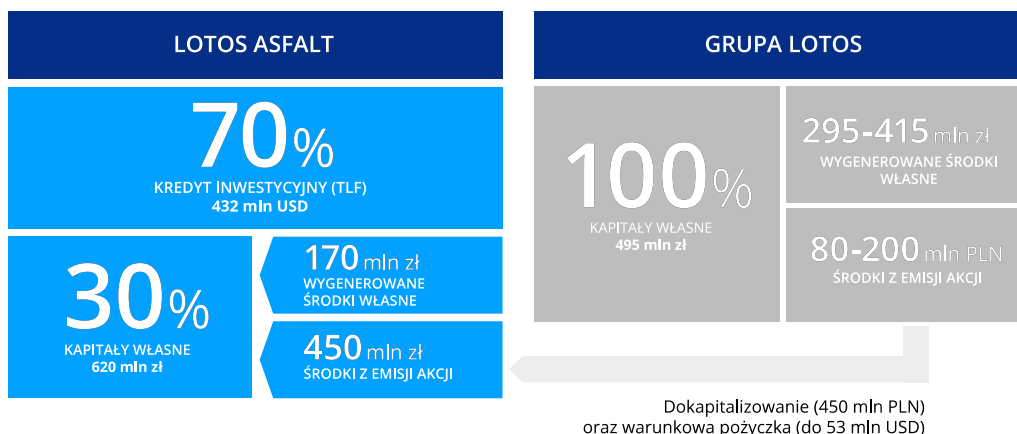 LOTOS ASFALT
70%
KREDYT INWESTYCYJNY (TLF)
432 mln USD
30%
KAPITAŁY WŁASNE
620 mln zł
170 mln zł
WYGENEROWANE
ŚRODKI WŁASNE
450 mln zł
ŚRODKI Z EMISJI AKCJI
GRUPA LOTOS
100%
KAPITAŁY WŁASNE
495 mln zł
295-415 mln zł
WYGENEROWANE ŚRODKI
WŁASNE
80-200 mln PLN
ŚRODKI Z EMISJI AKCJI
Dokapitalizowanie (450 mln PLN)
oraz warunkowa pożyczka (do 53 mln USD)